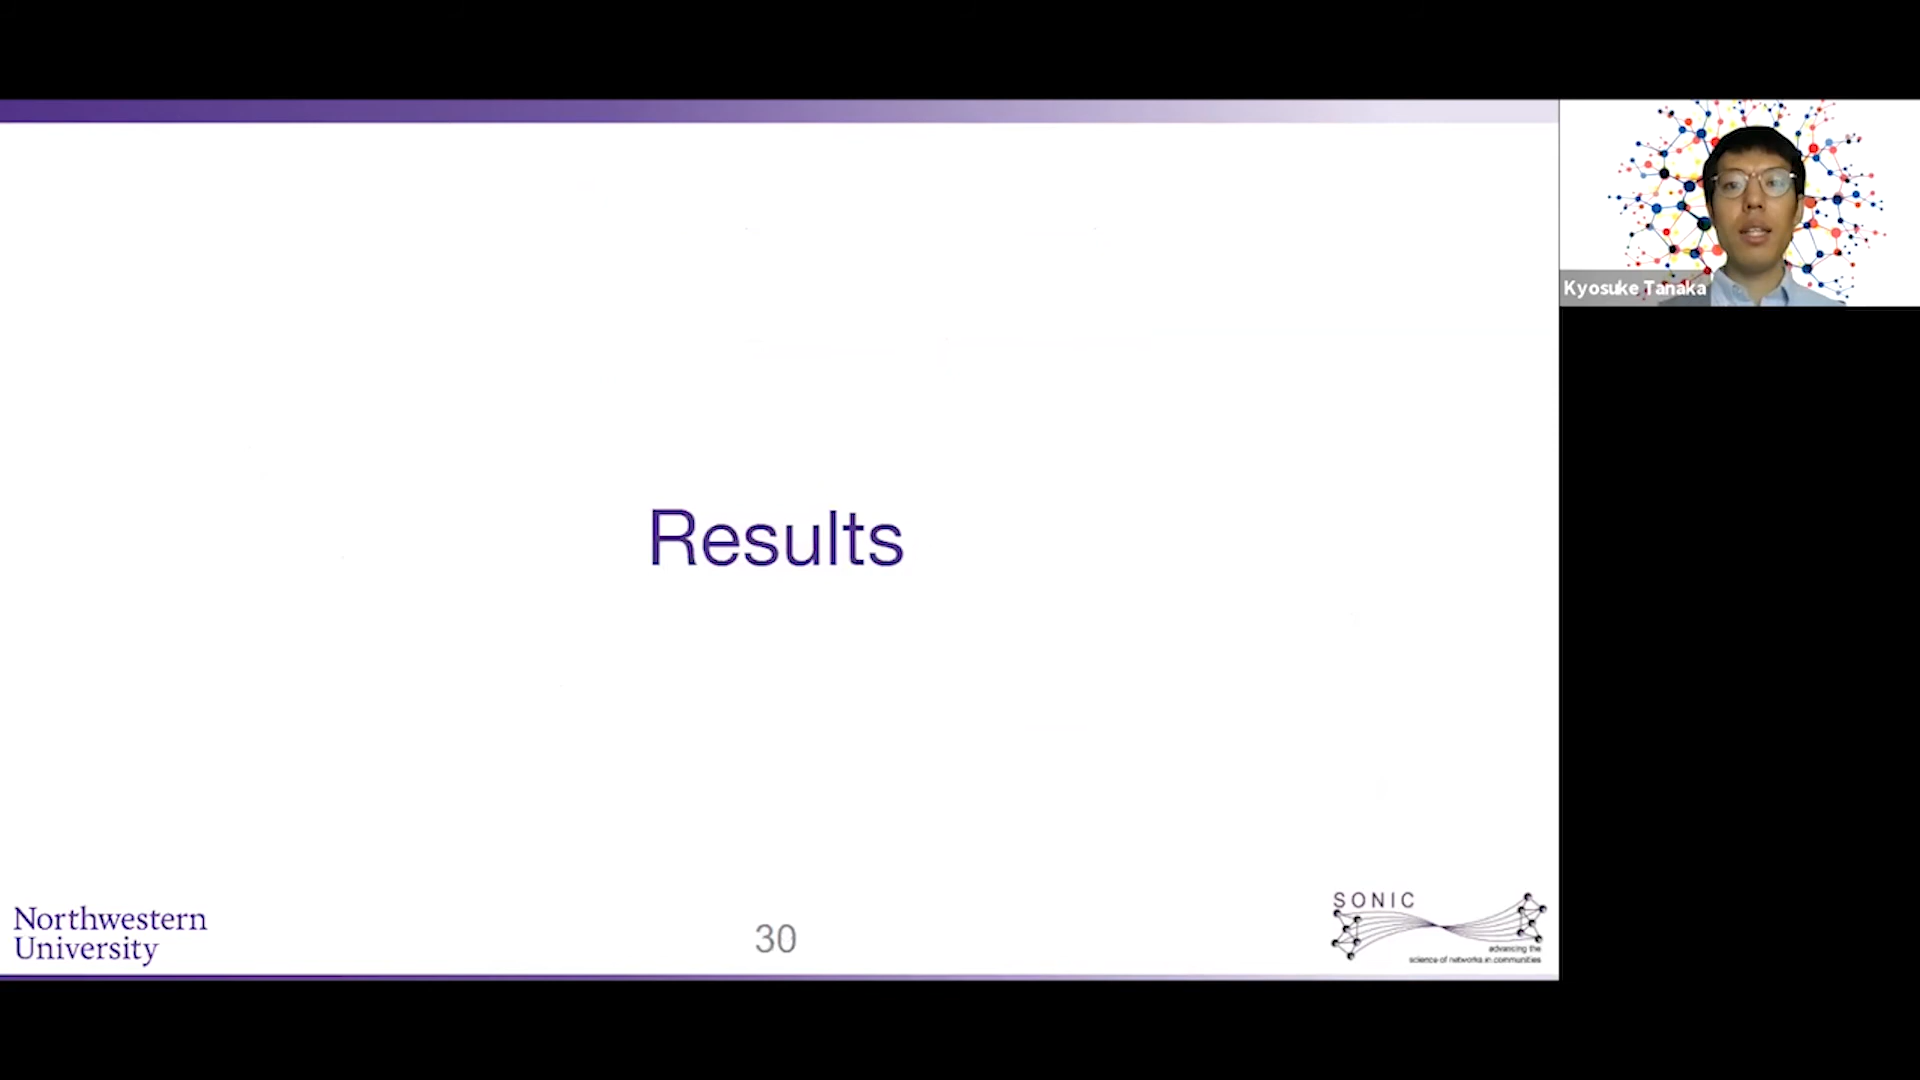 Kyosuke Tanaka
Results
Northwestern
University
30
SONIC
advancing the
science of networks in communities